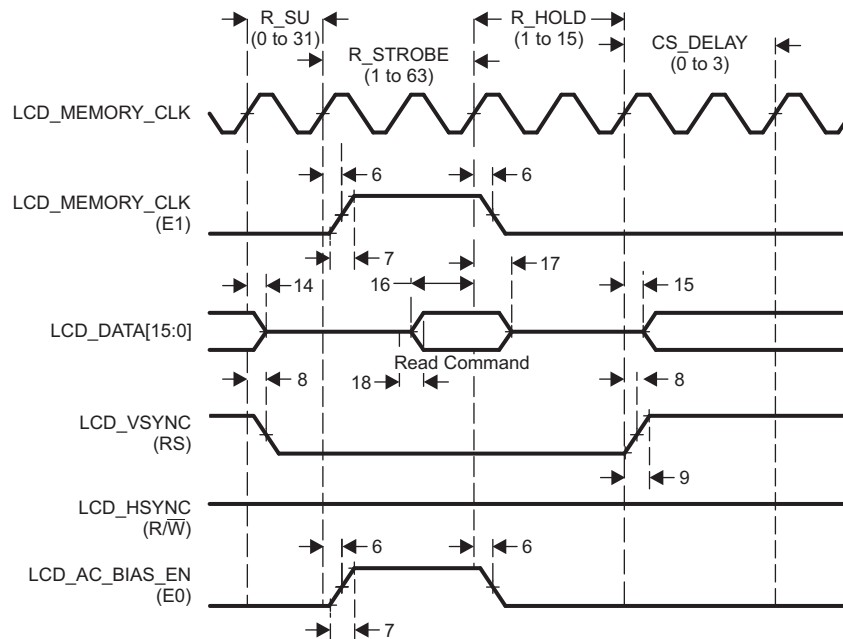 R_SU
(0 to 31)
R_HOLD
(1 to 15)
R_STROBE
(1 to 63)
CS_DELAY
(0 to 3)
LCD_MEMORY_CLK
6
6
LCD_MEMORY_CLK
(E1)
7
17
14
16
15
LCD_DATA[15:0]
Read Command
18
8
8
LCD_VSYNC
(RS)
9
LCD_HSYNC
(R/W̅)
6
6
LCD_AC_BIAS_EN
(E0)
7